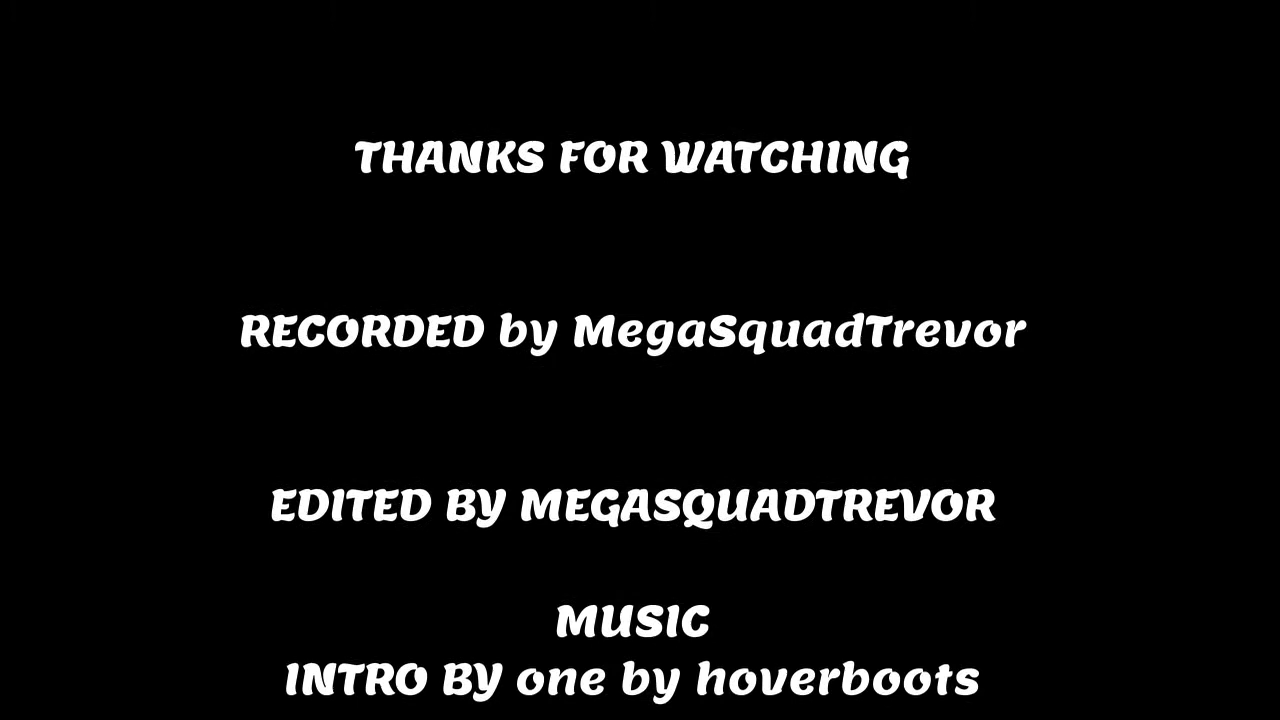 THANKS FOR WATCHING
RECORDED by MegaSquadTrevor
EDITED BY MEGASQUADTREVOR
MUSIC
INTRO BY one by hoverboots